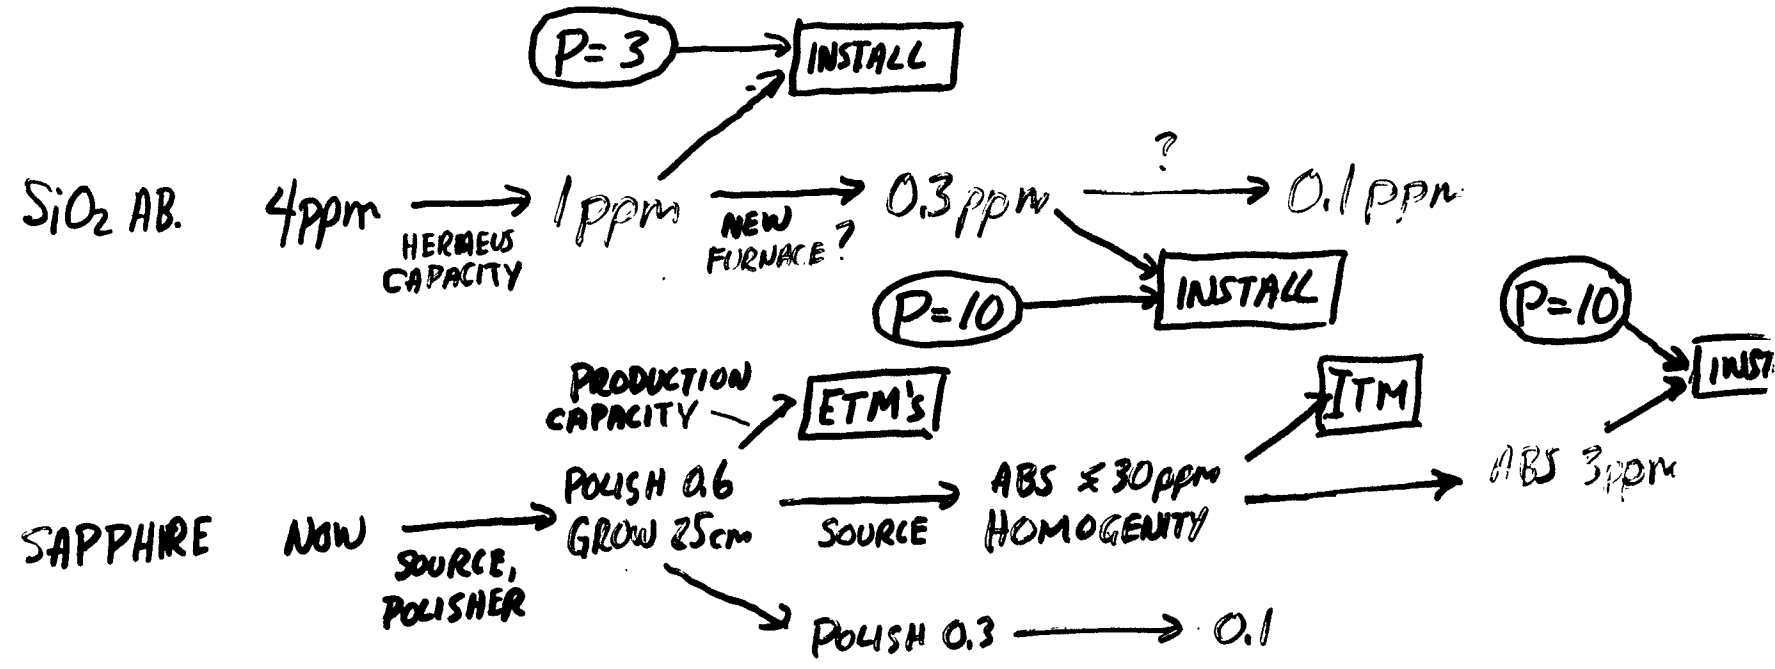 P=3
INSTALL
?
SiO2 AB.
4ppm
1ppm
0.3ppm
0.1ppm
HERAEUS
CAPACITY
NEW
FURNACE?
P=10
INSTALL
P=10
INST
PRODUCTION
CAPACITY
ETM's
ITM
POLISH 0.6
GROW 25cm
ABS ≤30ppm
HOMOGENITY
ABS 3ppm
SAPPHIRE
NOW
SOURCE,
POLISHER
SOURCE
POLISH 0.3
0.1